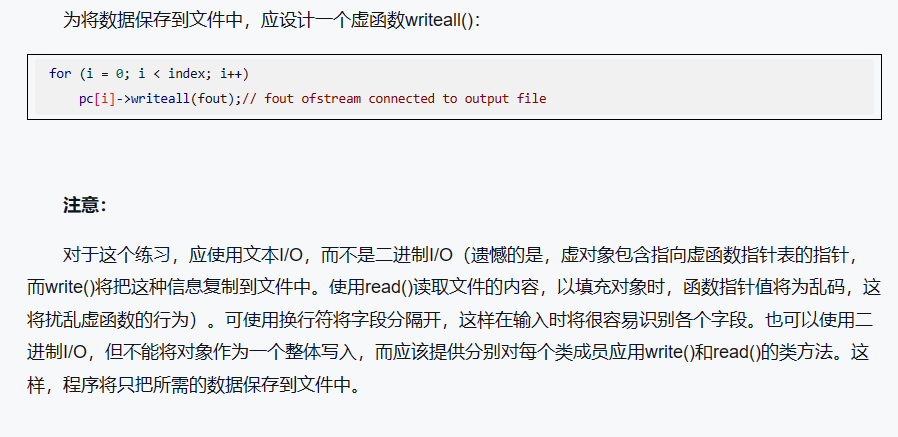 为将数据保存到文件中，应设计一个虚函数writeall()：
for (i = 0; i < index; i++)
pc[i]->writeall(fout);// fout ofstream connected to output file
注意：
对于这个练习，应使用文本I/O，而不是二进制I/O（遗憾的是，虚对象包含指向虚函数指针表的指针，
而write()将把这种信息复制到文件中。使用read()读取文件的内容，以填充对象时，函数指针值将为乱码，这
将扰乱虚函数的行为）。可使用换行符将字段分隔开，这样在输入时将很容易识别各个字段。也可以使用二
进制I/O，但不能将对象作为一个整体写入，而应该提供分别对每个类成员应用write()和read()的类方法。这
样，程序将只把所需的数据保存到文件中。